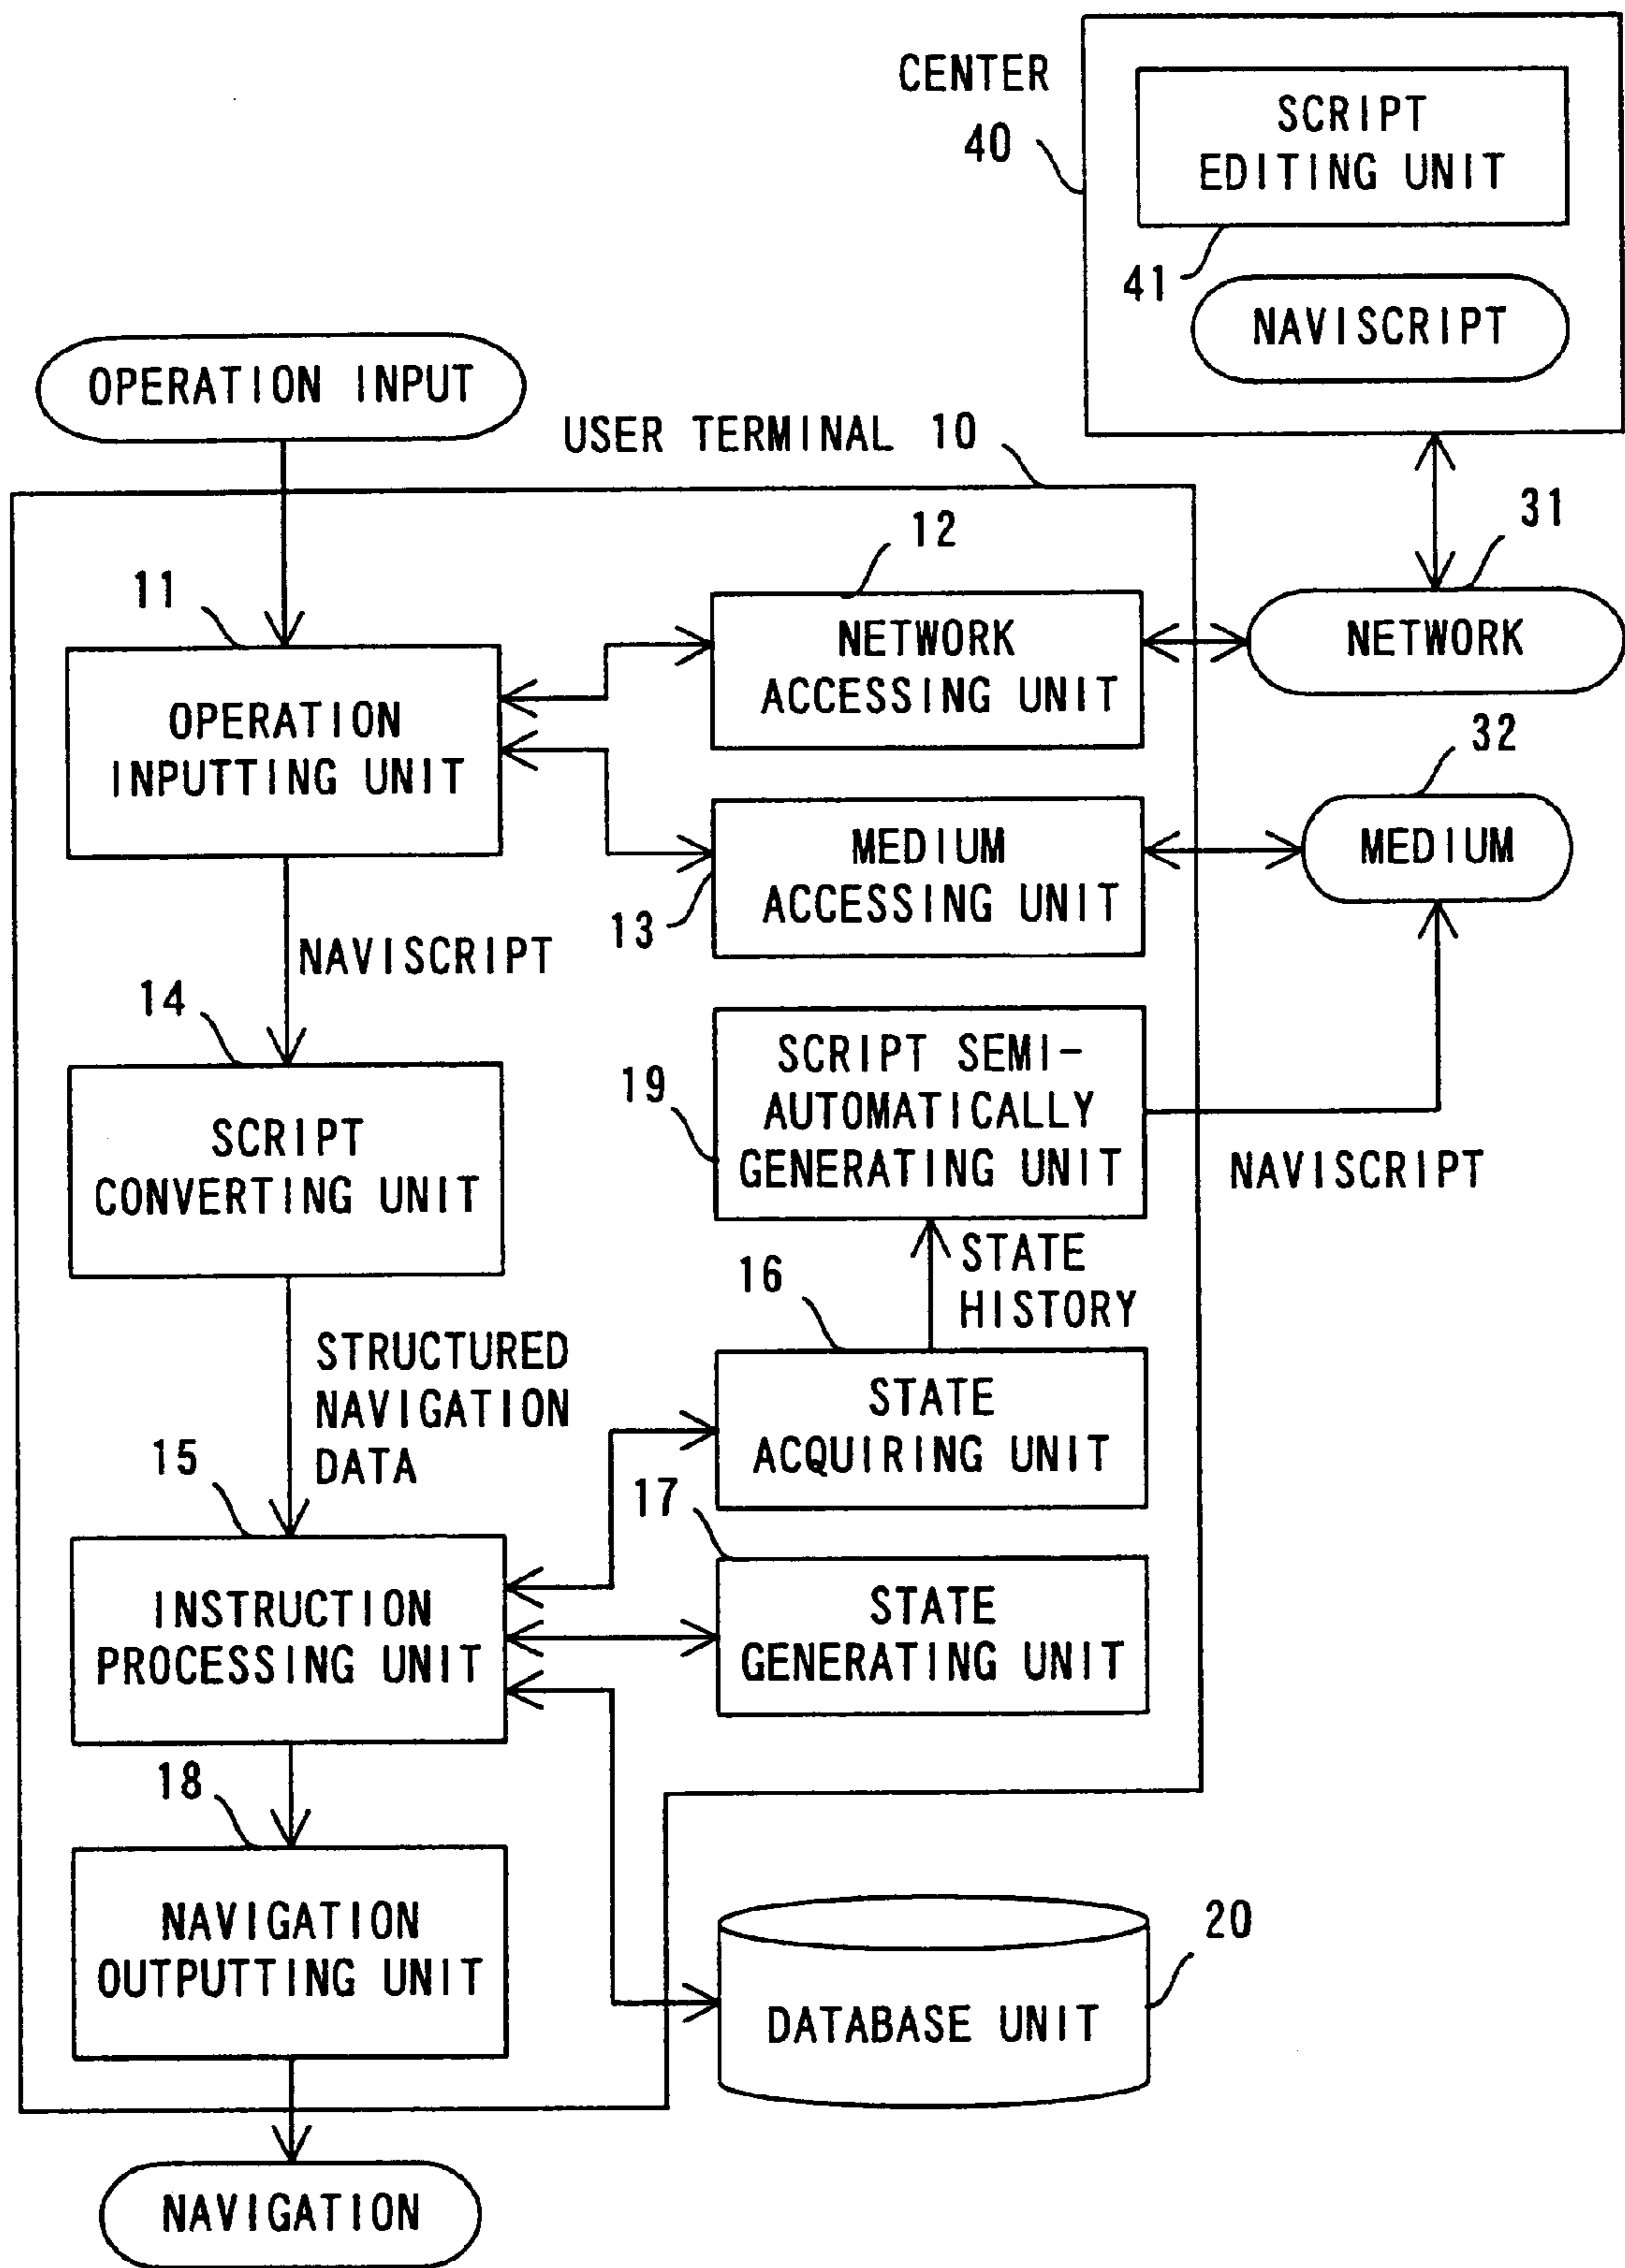 CENTER
40
SCRIPT
EDITING UNIT
41
NAVISCRIPT
OPERATION INPUT
USER TERMINAL 10
31
NETWORK
11
OPERATION
INPUTTING UNIT
12
NETWORK
ACCESSING UNIT
32
MEDIUM
MEDIUM
ACCESSING UNIT
13
NAVISCRIPT
14
SCRIPT
CONVERTING UNIT
19
SCRIPT SEMI-
AUTOMATICALLY
GENERATING UNIT
NAVISCRIPT
STATE
HISTORY
16
STATE
ACQUIRING UNIT
STRUCTURED
NAVIGATION
DATA
15
INSTRUCTION
PROCESSING UNIT
17
STATE
GENERATING UNIT
18
NAVIGATION
OUTPUTTING UNIT
20
DATABASE UNIT
NAVIGATION